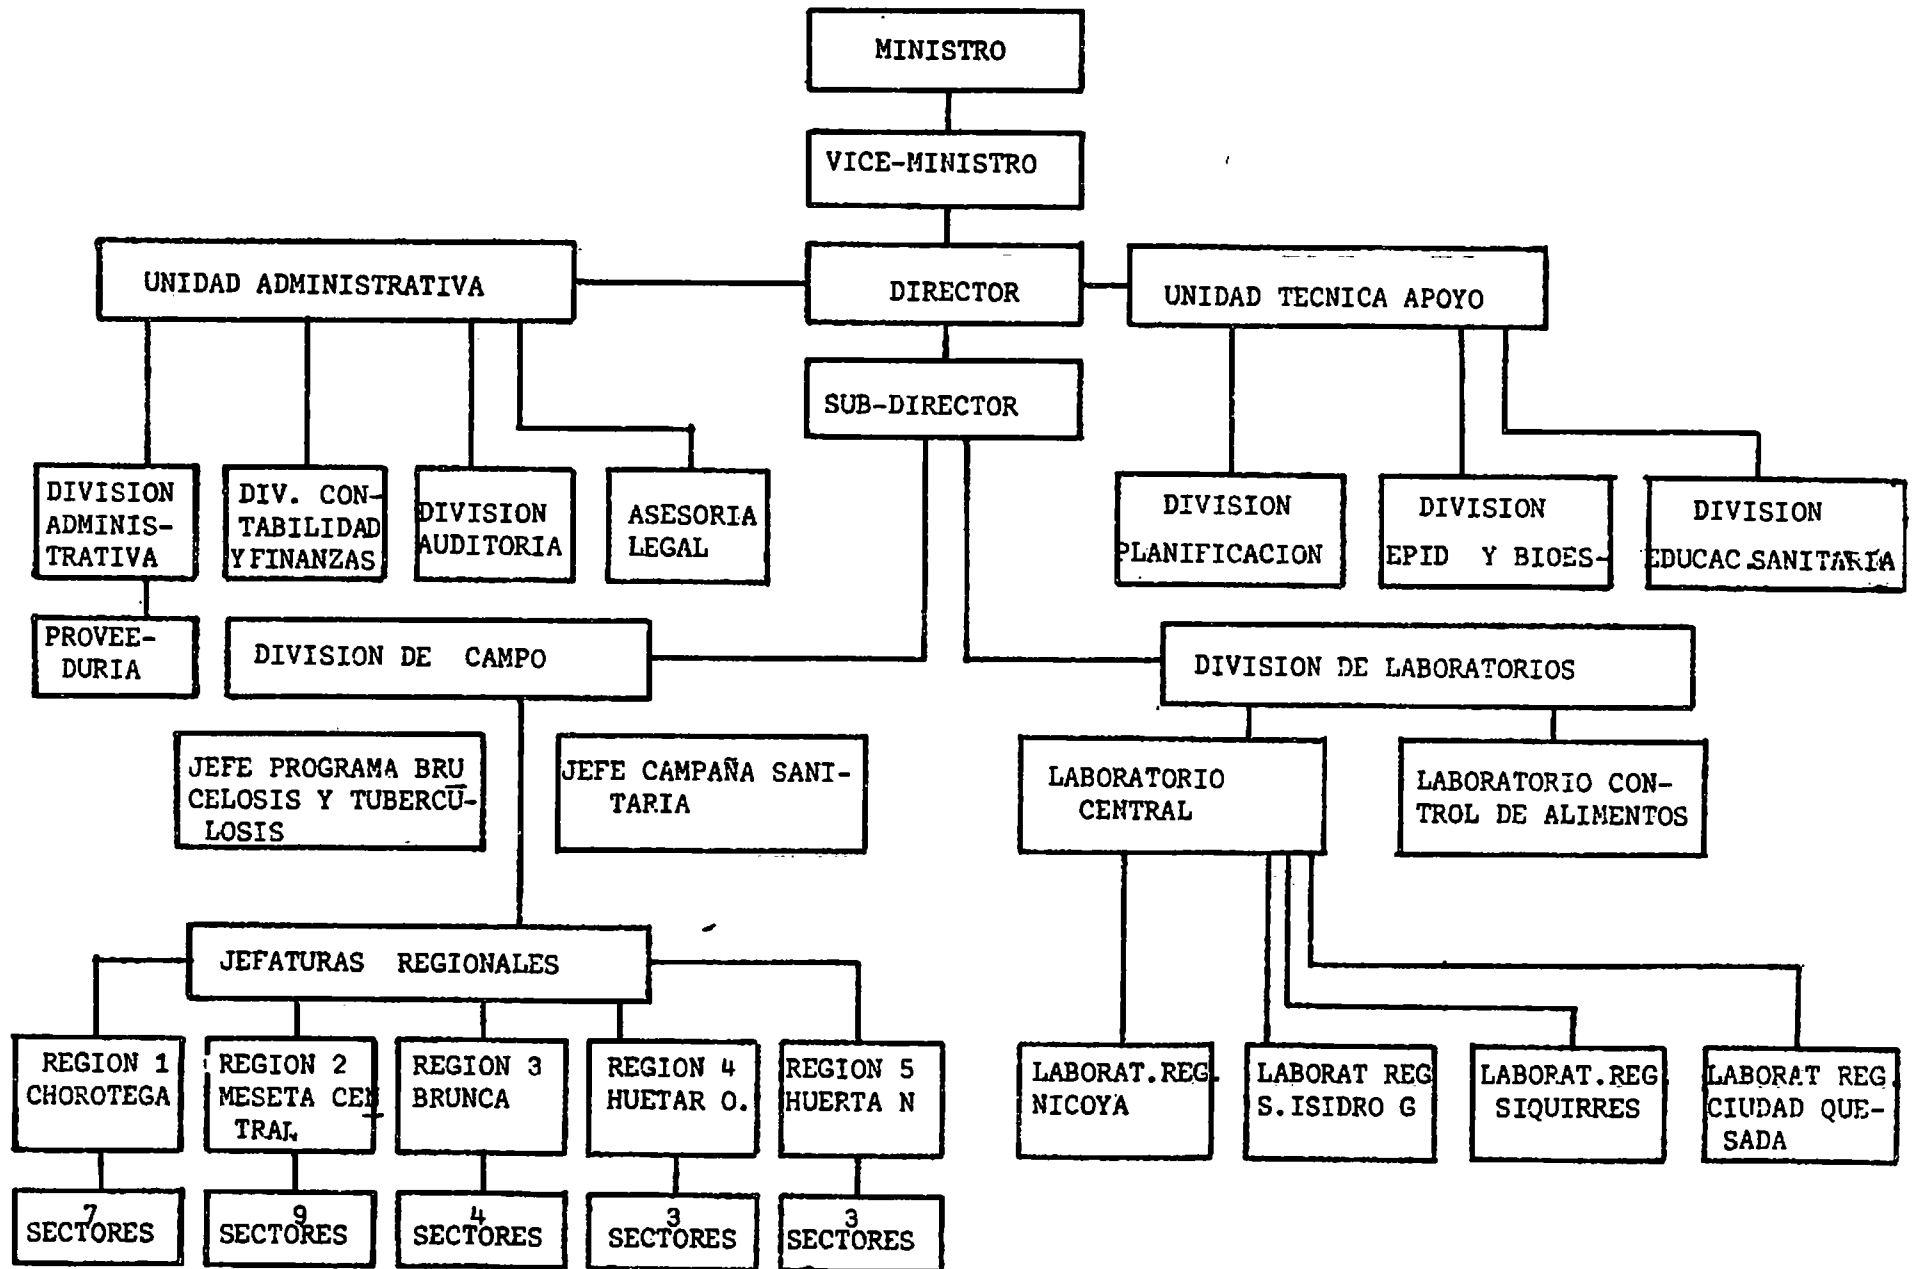 MINISTRO
VICE-MINISTRO
UNIDAD ADMINISTRATIVA
DIRECTOR
UNIDAD TECNICA APOYO
SUB-DIRECTOR
DIVISION
ADMINIS-
TRATIVA
DIV. CON-
TABILIDAD
Y FINANZAS
DIVISION
AUDITORIA
ASESORIA
LEGAL
DIVISION
PLANIFICACION
DIVISION
EPID Y BIOES-
DIVISION
EDUCAC.SANITARIA
PROVEE-
DURIA
DIVISION DE CAMPO
DIVISION DE LABORATORIOS
JEFE PROGRAMA BRU
CELOSIS Y TUBERCU-
LOSIS
JEFE CAMPAÑA SANI-
TARIA
LABORATORIO
CENTRAL
LABORATORIO CON-
TROL DE ALIMENTOS
JEFATURAS REGIONALES
REGION 1
CHOROTEGA
REGION 2
MESETA CEN
TRAL
REGION 3
BRUNCA
REGION 4
HUETAR O.
REGION 5
HUERTA N
LABORAT.REG.
NICOYA
LABORAT REG
S.ISIDRO G
LABORAT.REG
SIQUIRRES
LABORAT REG
CIUDAD QUE-
SADA
7
SECTORES
9
SECTORES
4
SECTORES
3
SECTORES
3
SECTORES